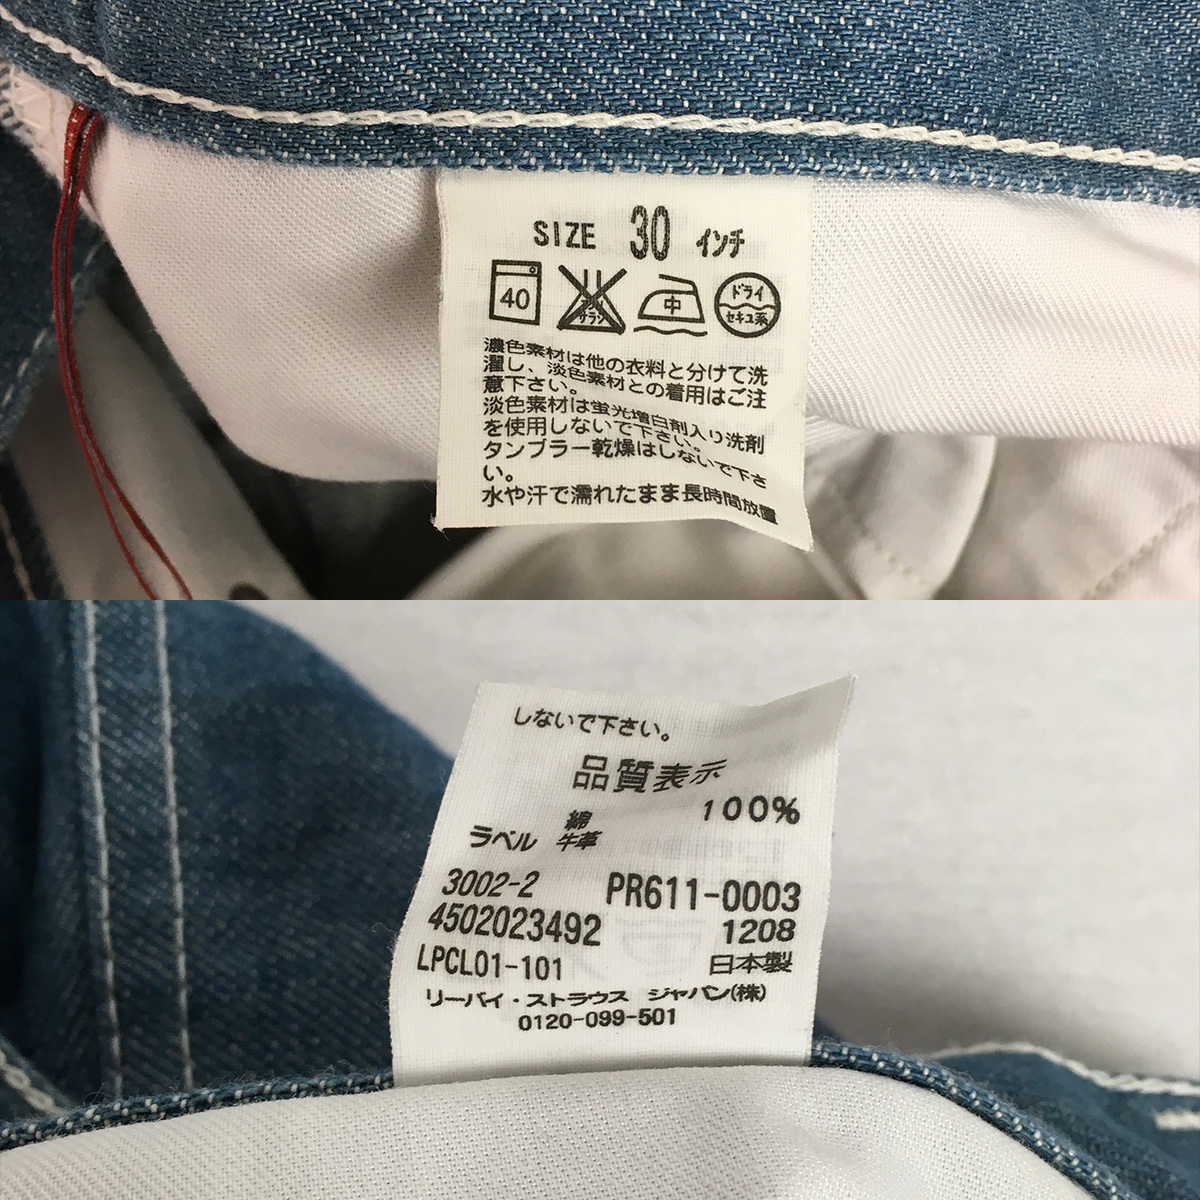 SIZE 30 インチ
40
エンソ
サラシ
中
ドライ
セキユ系
濃色素材は他の衣料と分けて洗
濯し、淡色素材との着用はご注
意下さい。
淡色素材は蛍光増白剤入り洗剤
を使用しないで下さい。
タンブラー乾燥はしないで下さ
い。
水や汗で濡れたまま長時間放置
しないで下さい。
品質表示
綿 100%
ラベル 牛革
3002-2 PR611-0003
4502023492 1208
LPCL01-101 日本製
リーバイ・ストラウス ジャパン(株)
0120-099-501